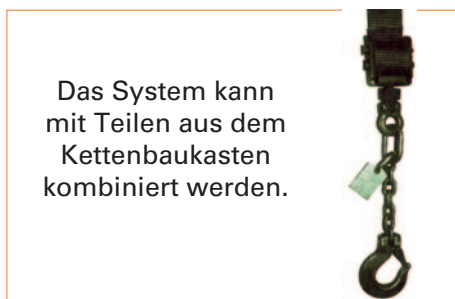 Das System kann
mit Teilen aus dem
Kettenbaukasten
kombiniert werden.